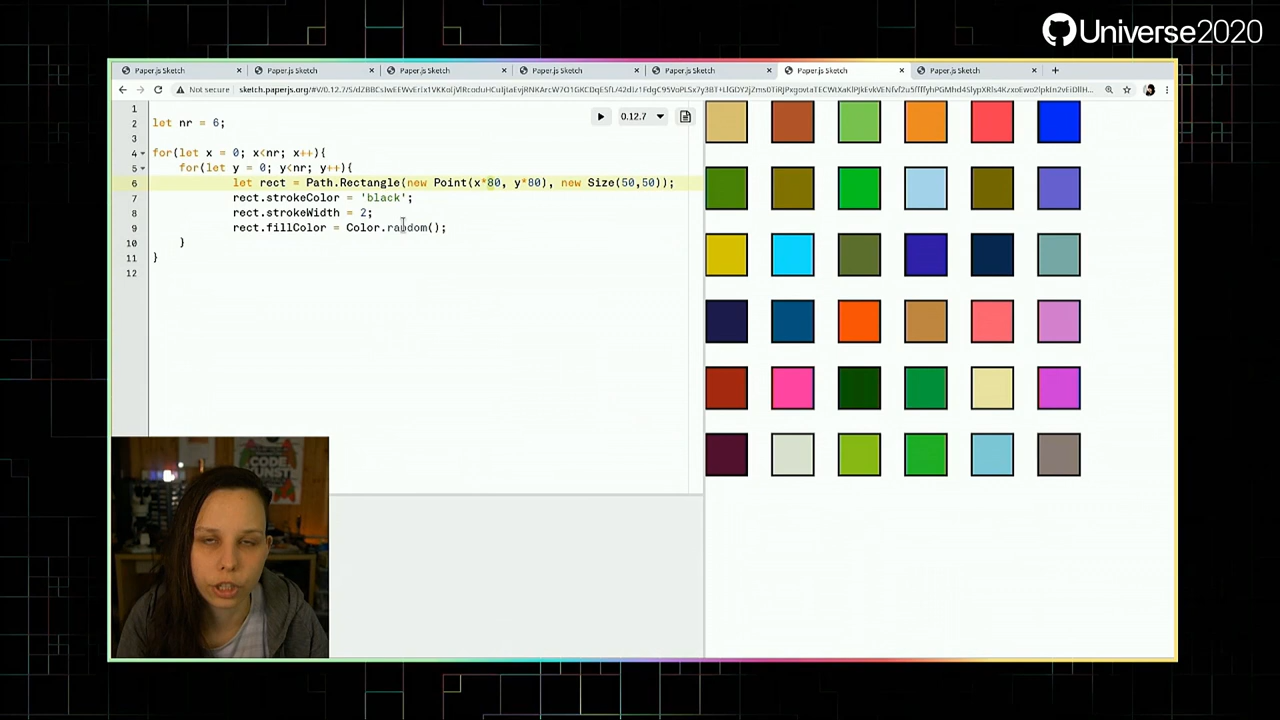 Universe2020
Paper.js Sketch
Paper.js Sketch
Paper.js Sketch
Paper.js Sketch
Paper.js Sketch
Paper.js Sketch
Paper.js Sketch
Not secure
0.12.7
1
2 let nr = 6;
3
4 for(let x = 0; x<nr; x++){
5 for(let y = 0; y<nr; y++){
6 let rect = Path.Rectangle(new Point(x*80, y*80), new Size(50,50));
7 rect.strokeColor = 'black';
8 rect.strokeWidth = 2;
9 rect.fillColor = Color.random();
10 }
11 }
12
CODE